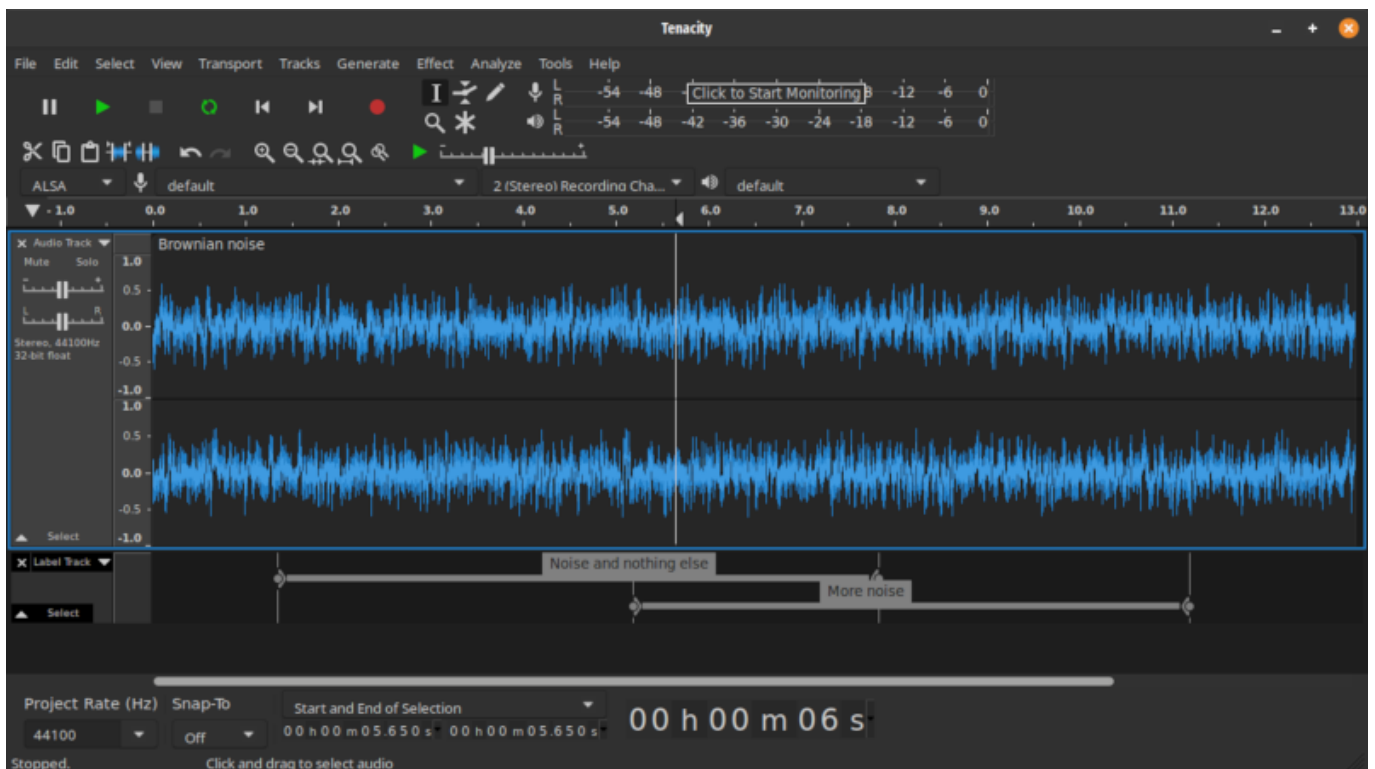 Tenacity
File Edit Select View Transport Tracks Generate Effect Analyze Tools Help
L R -54 -48 Click to Start Monitoring -12 -6 0
L R -54 -48 -42 -36 -30 -24 -18 -12 -6 0
ALSA default 2 (Stereo) Recording Cha... default
- 1.0 0.0 1.0 2.0 3.0 4.0 5.0 6.0 7.0 8.0 9.0 10.0 11.0 12.0 13.0
Audio Track Brownian noise
Mute Solo 1.0
- + 0.5
L R 0.0
Stereo, 44100Hz
32-bit float -0.5
-1.0
1.0
0.5
0.0
-0.5
Select -1.0
Label Track Noise and nothing else
More noise
Select
Project Rate (Hz) Snap-To Start and End of Selection
44100 Off 00 h 00 m 05.650 s 00 h 00 m 05.650 s 00 h 00 m 06 s
Stopped. Click and drag to select audio